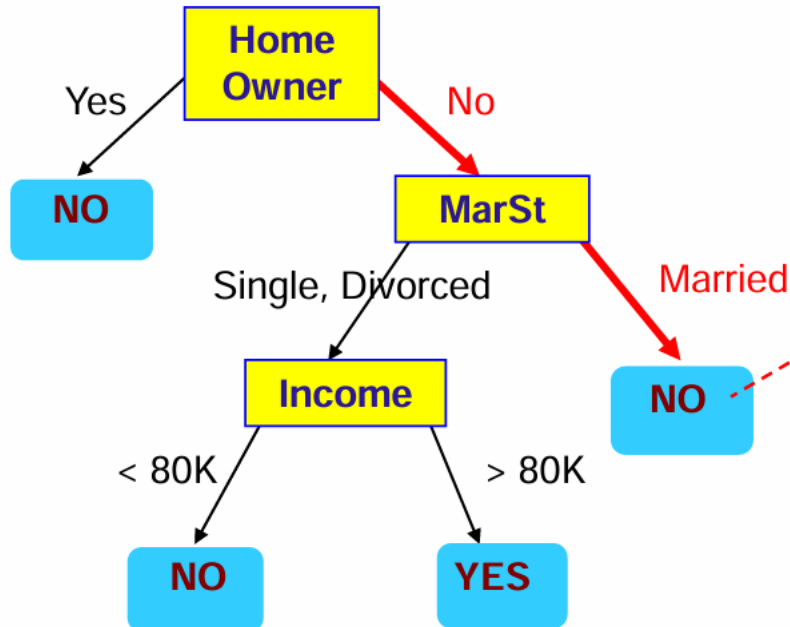 Home
Owner
Yes
No
NO
MarSt
Single, Divorced
Married
Income
NO
< 80K
> 80K
NO
YES